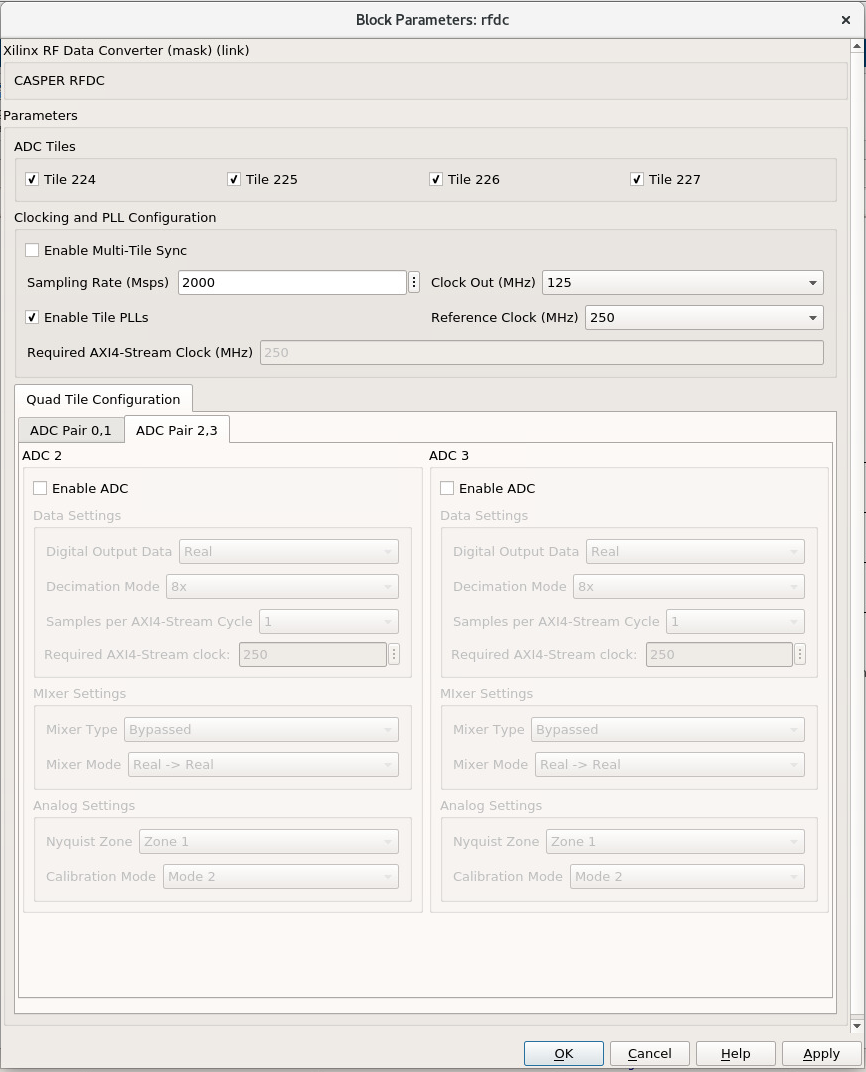 Block Parameters: rfdc
Xilinx RF Data Converter (mask) (link)
CASPER RFDC
Parameters
ADC Tiles
Tile 224 Tile 225 Tile 226 Tile 227
Clocking and PLL Configuration
Enable Multi-Tile Sync
Sampling Rate (Msps) 2000 Clock Out (MHz) 125
Enable Tile PLLs Reference Clock (MHz) 250
Required AXI4-Stream Clock (MHz) 250
Quad Tile Configuration
ADC Pair 0,1 ADC Pair 2,3
ADC 2 ADC 3
Enable ADC Enable ADC
Data Settings Data Settings
Digital Output Data Real Digital Output Data Real
Decimation Mode 8x Decimation Mode 8x
Samples per AXI4-Stream Cycle 1 Samples per AXI4-Stream Cycle 1
Required AXI4-Stream clock: 250 Required AXI4-Stream clock: 250
MIxer Settings MIxer Settings
Mixer Type Bypassed Mixer Type Bypassed
Mixer Mode Real -> Real Mixer Mode Real -> Real
Analog Settings Analog Settings
Nyquist Zone Zone 1 Nyquist Zone Zone 1
Calibration Mode Mode 2 Calibration Mode Mode 2
OK Cancel Help Apply